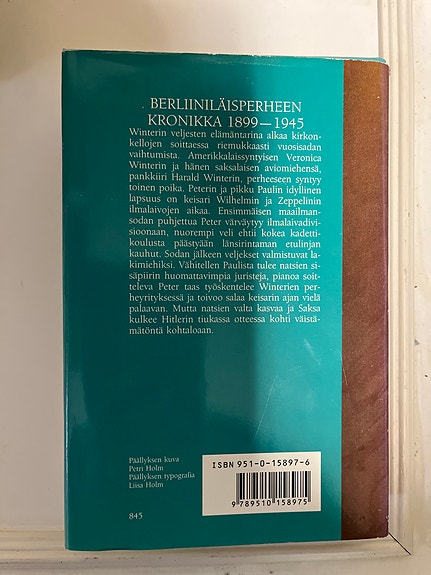 BERLIINILÄISPERHEEN
KRONIKKA 1899–1945
Winterin veljesten elämäntarina alkaa kirkon-
kellojen soittaessa riemukkaasti vuosisadan
vaihtumista. Amerikkalaissyntyisen Veronica
Winterin ja hänen saksalaisen aviomiehensä,
pankkiiri Harald Winterin, perheeseen syntyy
toinen poika. Peterin ja pikku Paulin idyllinen
lapsuus on keisari Wilhelmin ja Zeppelinin
ilmalaivojen aikaa. Ensimmäisen maailman-
sodan puhjettua Peter värväytyy ilmalaivadivi-
sioonaan, nuorempi veli ehtii kokea kadetti-
koulusta päästyään länsirintaman etulinjan
kauhut. Sodan jälkeen veljekset valmistuvat la-
kimiehiksi. Vähitellen Paulista tulee natsien si-
säpiirin huomattavimpia juristeja, pianoa soit-
televa Peter taas työskentelee Winterien per-
heyrityksessä ja toivoo salaa keisarin ajan vielä
palaavan. Mutta natsien valta kasvaa ja Saksa
kulkee Hitlerin tiukassa otteessa kohti väistä-
mätöntä kohtaloaan.
Päällyksen kuva
Petri Holm
Päällyksen typografia
Liisa Holm
845
ISBN 951-0-15897-6
9 789510 158975